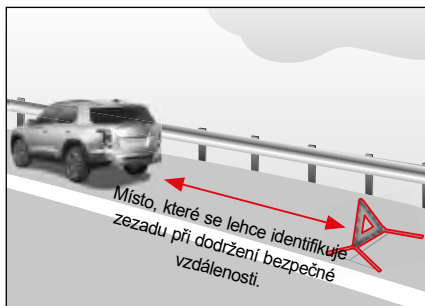 Místo, které se lehce identifikuje
zezadu při dodržení bezpečné
vzdálenosti.